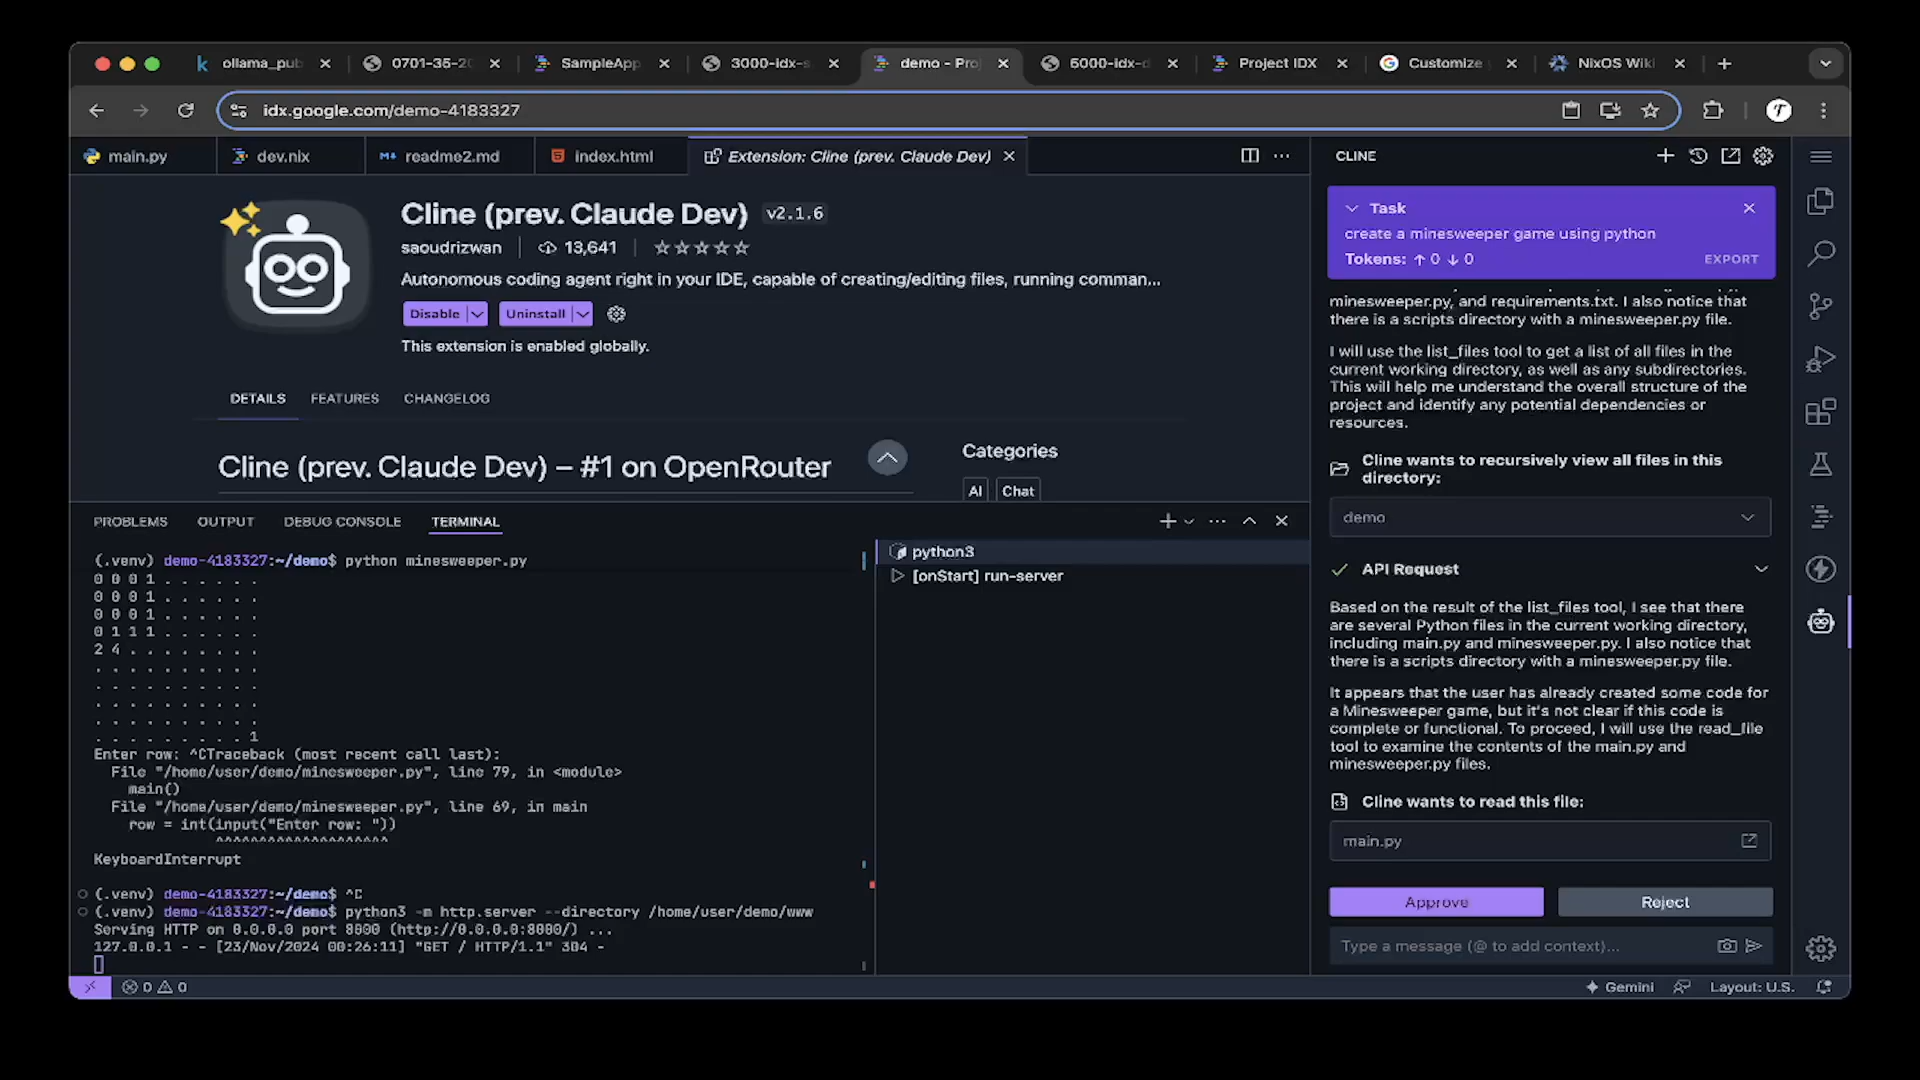 ollama_pub
0701-35-20
SampleApp
3000-idx-s
demo - Proj
6000-idx-d
Project IDX
Customize
NixOS Wiki
idx.google.com/demo-4183327
main.py
dev.nix
readme2.md
index.html
Extension: Cline (prev. Claude Dev)
Cline (prev. Claude Dev) v2.1.6
saoudrizwan 13,641
Autonomous coding agent right in your IDE, capable of creating/editing files, running comman...
Disable
Uninstall
This extension is enabled globally.
DETAILS FEATURES CHANGELOG
Cline (prev. Claude Dev) – #1 on OpenRouter
Categories
AI Chat
PROBLEMS OUTPUT DEBUG CONSOLE TERMINAL
(.venv) demo-4183327:~/demo$ python minesweeper.py
0 0 0 1 . . . . . .
0 0 0 1 . . . . . .
0 0 0 1 . . . . . .
0 1 1 1 . . . . . .
2 4 . . . . . . . .
. . . . . . . . . .
. . . . . . . . . .
. . . . . . . . . .
. . . . . . . . . .
. . . . . . . . . 1
Enter row: ^CTraceback (most recent call last):
File "/home/user/demo/minesweeper.py", line 79, in <module>
main()
File "/home/user/demo/minesweeper.py", line 69, in main
row = int(input("Enter row: "))
^^^^^^^^^^^^^^^^^^^^
KeyboardInterrupt
(.venv) demo-4183327:~/demo$ ^C
(.venv) demo-4183327:~/demo$ python3 -m http.server --directory /home/user/demo/www
Serving HTTP on 0.0.0.0 port 8000 (http://0.0.0.0:8000/) ...
127.0.0.1 - - [23/Nov/2024 00:26:11] "GET / HTTP/1.1" 304 -
python3
[onStart] run-server
CLINE
Task
create a minesweeper game using python
Tokens: ↑ 0 ↓ 0
EXPORT
minesweeper.py, and requirements.txt. I also notice that
there is a scripts directory with a minesweeper.py file.
I will use the list_files tool to get a list of all files in the
current working directory, as well as any subdirectories.
This will help me understand the overall structure of the
project and identify any potential dependencies or
resources.
Cline wants to recursively view all files in this
directory:
demo
API Request
Based on the result of the list_files tool, I see that there
are several Python files in the current working directory,
including main.py and minesweeper.py. I also notice that
there is a scripts directory with a minesweeper.py file.
It appears that the user has already created some code for
a Minesweeper game, but it's not clear if this code is
complete or functional. To proceed, I will use the read_file
tool to examine the contents of the main.py and
minesweeper.py files.
Cline wants to read this file:
main.py
Approve
Reject
Type a message (@ to add context)...
0 0
Gemini
Layout: U.S.